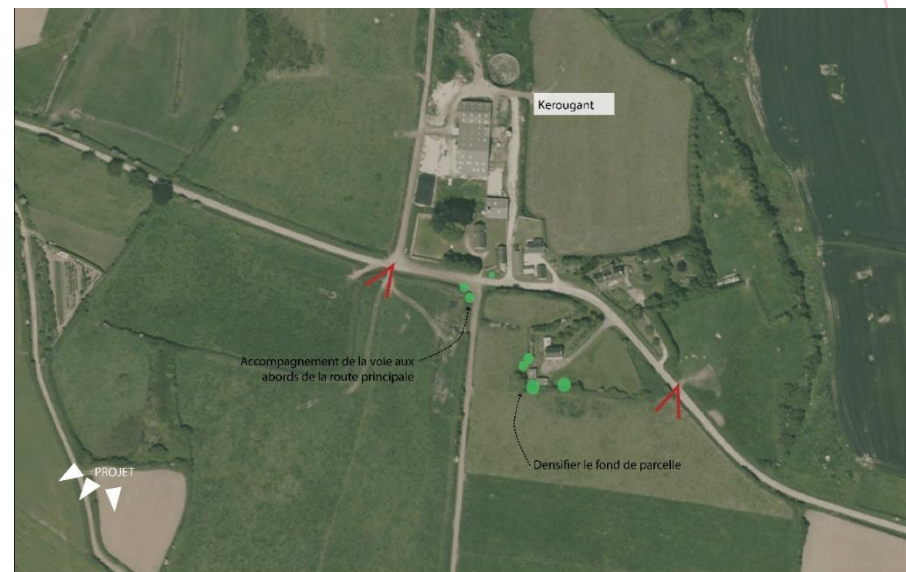 Kerougant
Accompagnement de la voie aux
abords de la route principale
Densifier le fond de parcelle
PROJET